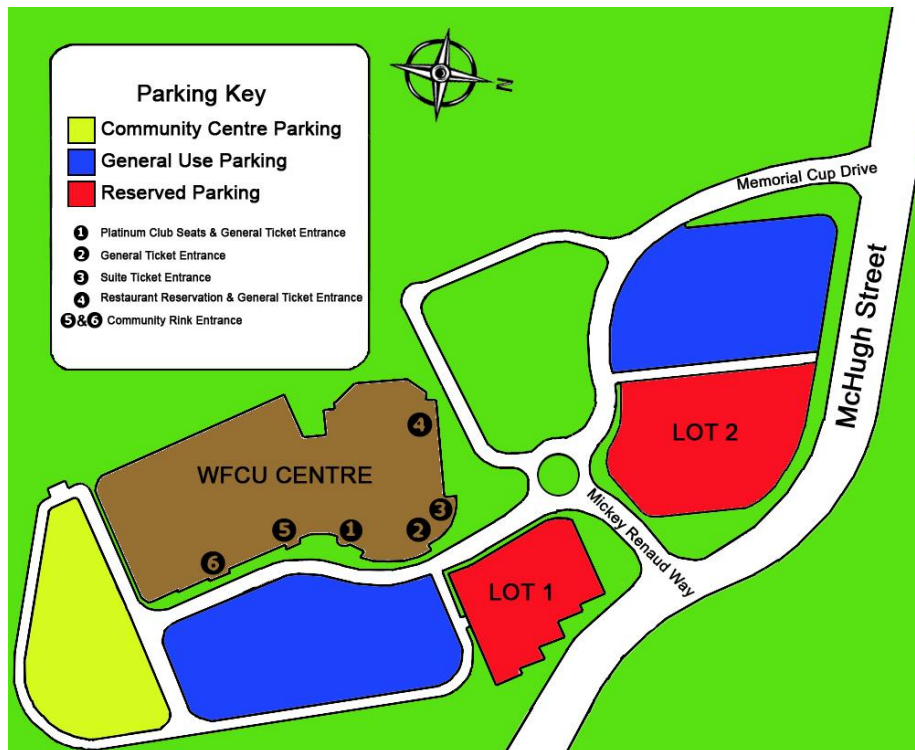 Parking Key
Community Centre Parking
General Use Parking
Reserved Parking
1 Platinum Club Seats & General Ticket Entrance
2 General Ticket Entrance
3 Suite Ticket Entrance
4 Restaurant Reservation & General Ticket Entrance
5&6 Community Rink Entrance
N
Memorial Cup Drive
McHugh Street
LOT 2
4
WFCU CENTRE
3
Mickey Renaud Way
5
1
2
6
LOT 1